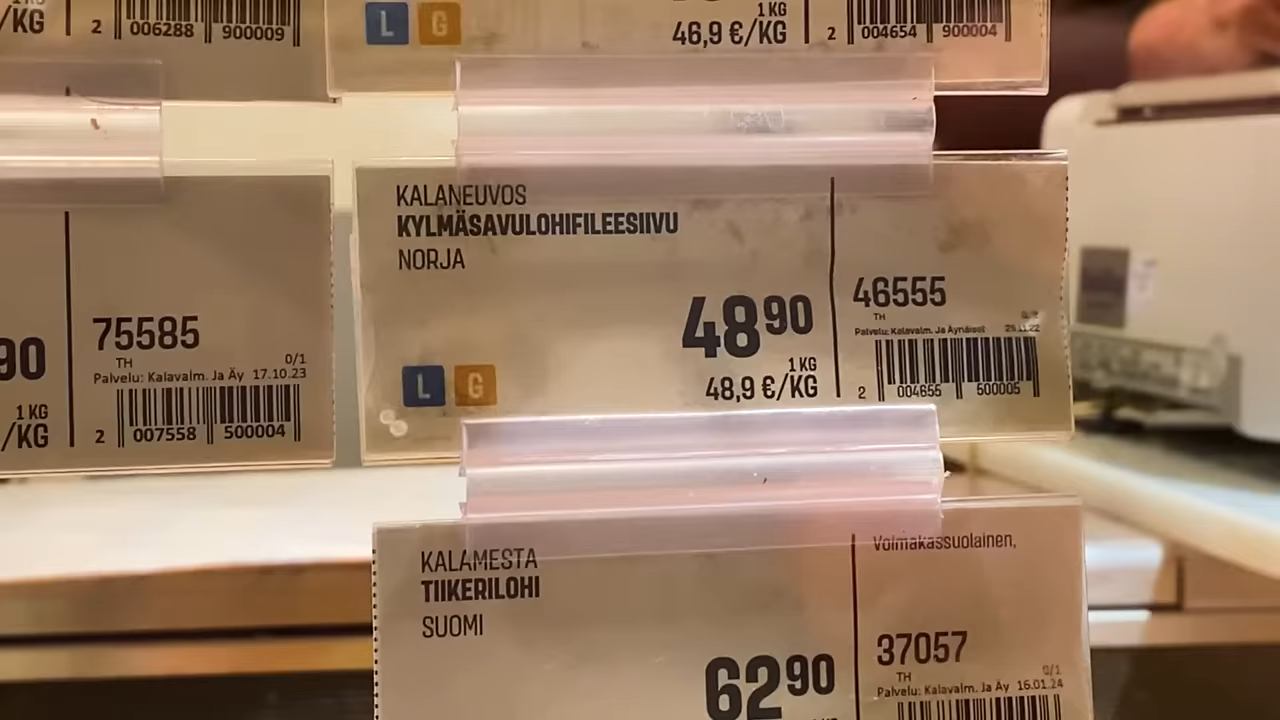 /KG
2 006288 900009
L G
1 KG
46,9 €/KG
2 004654 900004
90
1 KG
/KG
75585
TH 0/1
Palvelu: Kalavalm. Ja Äy 17.10.23
2 007558 500004
KALANEUVOS
KYLMÄSAVULOHIFILEESIIVU
NORJA
48 90
1 KG
48,9 €/KG
L G
46555
TH
Palvelu: Kalavalm. Ja Äyriäiset
2 004655 500005
KALAMESTA
TIIKERILOHI
SUOMI
62 90
Voimakassuolainen,
37057
TH 0/1
Palvelu: Kalavalm. Ja Äy 16.01.24